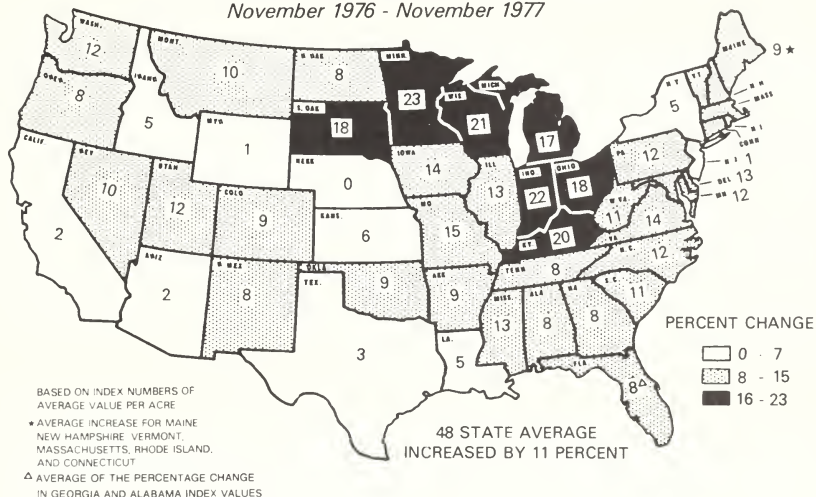 November 1976 - November 1977
WASH.
12
OREG.
8
CALIF.
2
IDAHO
5
NEV
10
MONT.
10
WYO.
1
UTAH
12
ARIZ
2
COLO
9
N. MEX
8
N. DAK
8
S. DAK
18
NEBR
0
KANS.
6
OKLA
9
TEX.
3
MINN
23
IOWA
14
MO
15
ARK
9
LA.
5
WIS
21
MICH
17
ILL
13
IND
22
OHIO
18
KY.
20
TENN
8
MISS.
13
ALA
8
8
FLA
8△
S.C.
11
N.C.
12
VA
14
W.VA.
11
PA
12
N Y
5
V T
MAINE
9★
N H
MASS
R I
CONN
N J 1
DEL 13
12
PERCENT CHANGE
0 - 7
8 - 15
16 - 23
48 STATE AVERAGE
INCREASED BY 11 PERCENT
BASED ON INDEX NUMBERS OF
AVERAGE VALUE PER ACRE
★ AVERAGE INCREASE FOR MAINE
NEW HAMPSHIRE VERMONT,
MASSACHUSETTS, RHODE ISLAND,
AND CONNECTICUT
△ AVERAGE OF THE PERCENTAGE CHANGE
IN GEORGIA AND ALABAMA INDEX VALUES